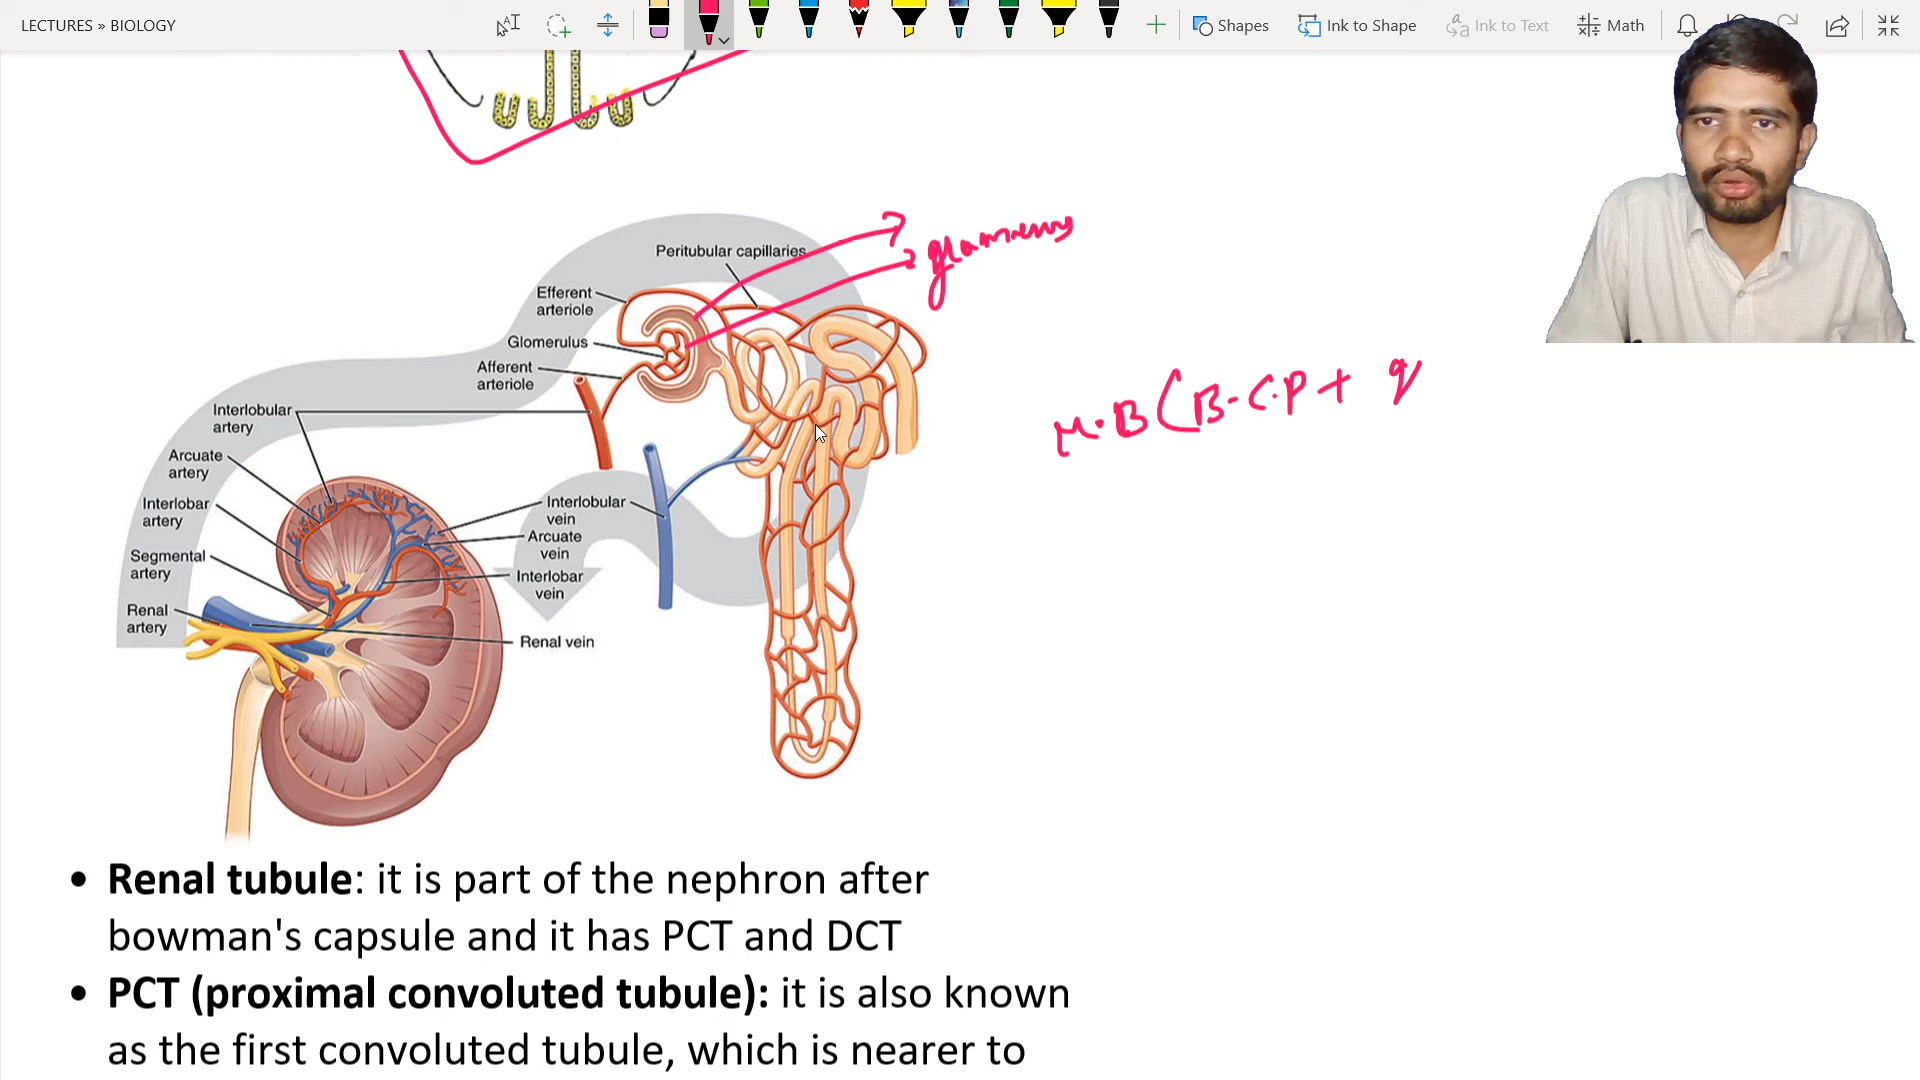 LECTURES » BIOLOGY
Shapes
Ink to Shape
Ink to Text
Math
Peritubular capillaries
Efferent
arteriole
Glomerulus
Afferent
arteriole
Interlobular
artery
Arcuate
artery
Interlobar
artery
Segmental
artery
Renal
artery
Interlobular
vein
Arcuate
vein
Interlobar
vein
Renal vein
M.B (B.C.P + g
• Renal tubule: it is part of the nephron after
bowman's capsule and it has PCT and DCT
• PCT (proximal convoluted tubule): it is also known
as the first convoluted tubule, which is nearer to